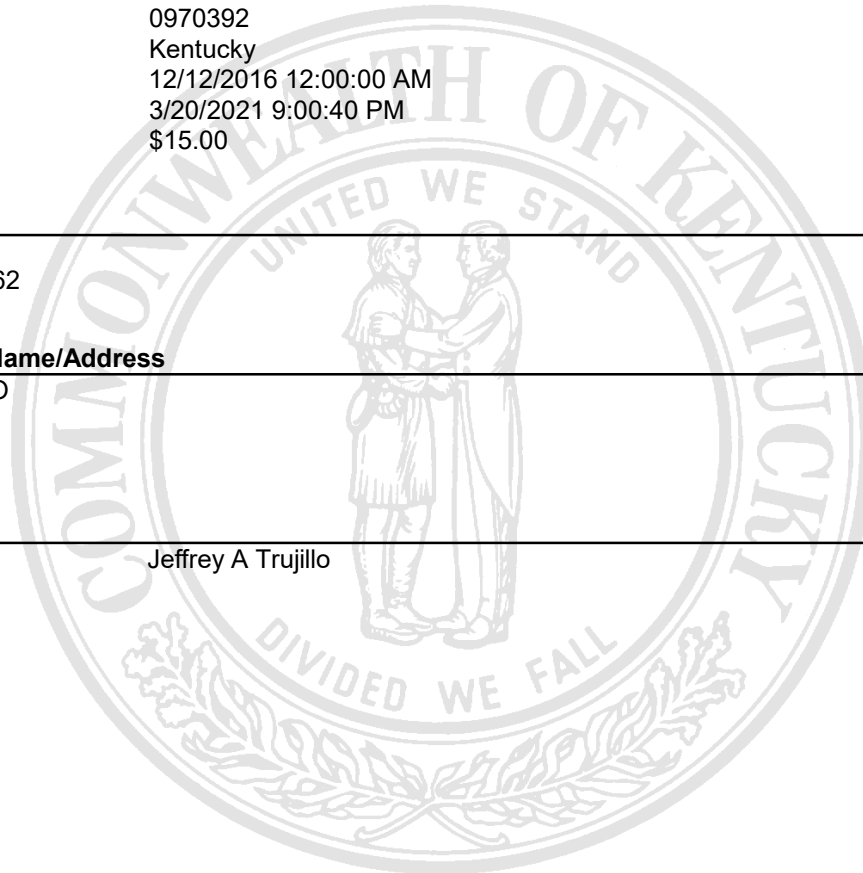 0970392
Kentucky
12/12/2016 12:00:00 AM
3/20/2021 9:00:40 PM
$15.00
COMMONWEALTH OF KENTUCKY
UNITED WE STAND
62
Name/Address
Jeffrey A Trujillo
DIVIDED WE FALL